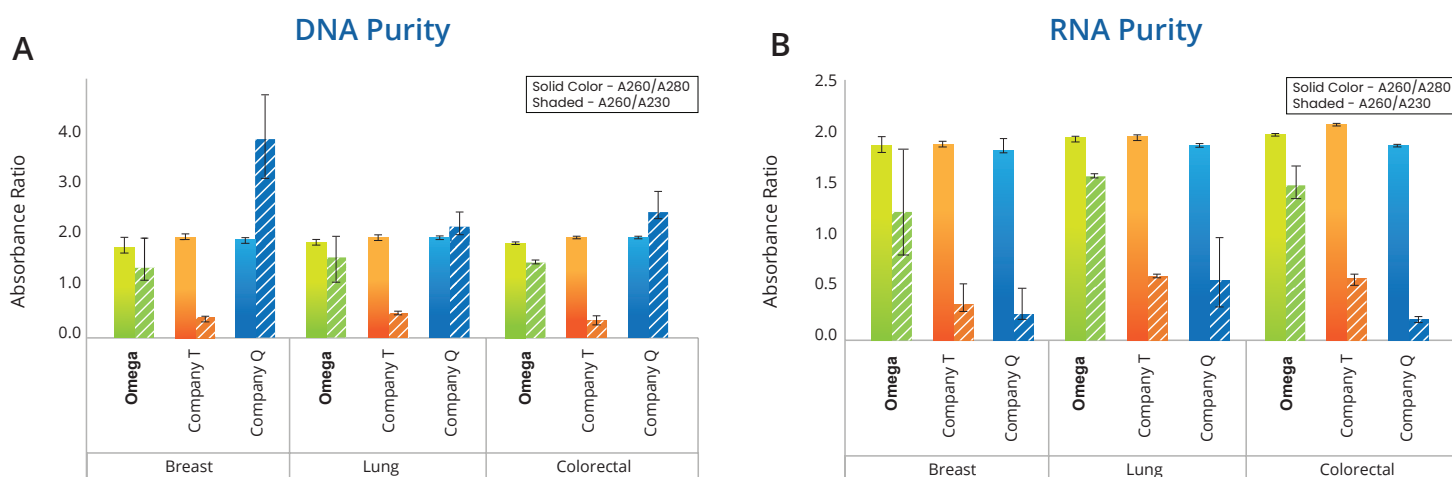 DNA Purity
A
Solid Color - A260/A280
Shaded - A260/A230
Absorbance Ratio
4.0
3.0
2.0
1.0
0.0
Omega
Company T
Company Q
Omega
Company T
Company Q
Omega
Company T
Company Q
Breast
Lung
Colorectal
RNA Purity
B
Solid Color - A260/A280
Shaded - A260/A230
Absorbance Ratio
2.5
2.0
1.5
1.0
0.5
0.0
Omega
Company T
Company Q
Omega
Company T
Company Q
Omega
Company T
Company Q
Breast
Lung
Colorectal